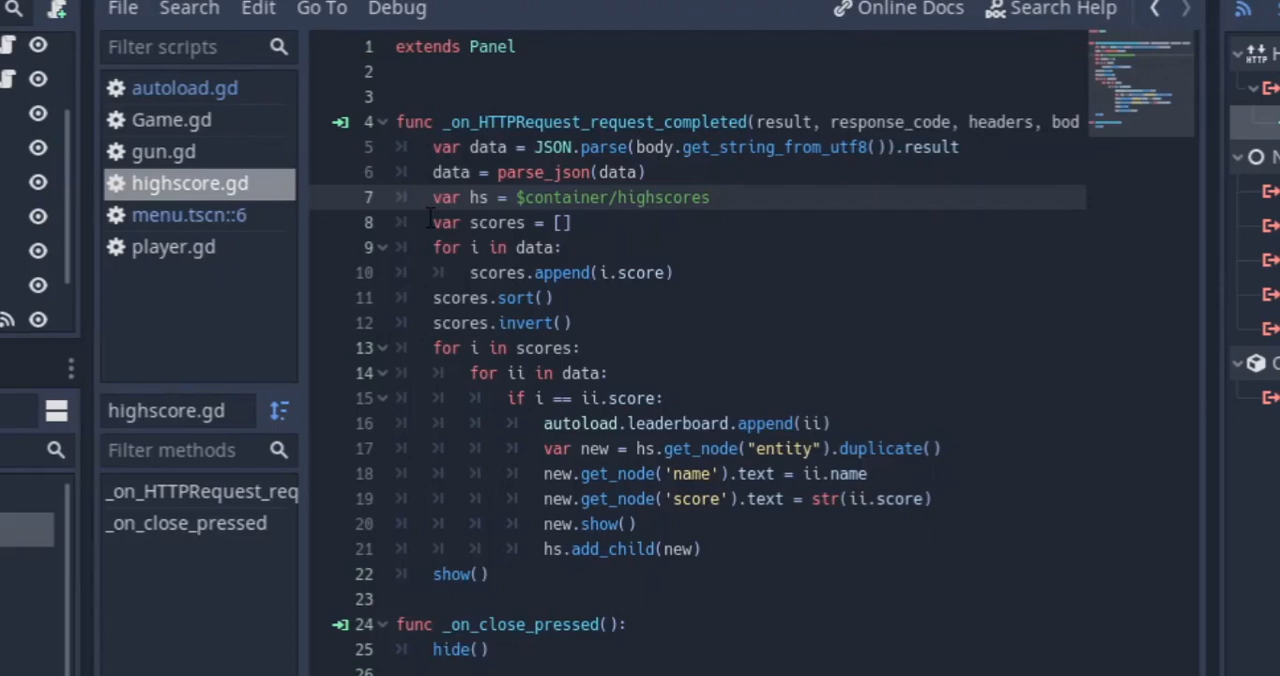 File Search Edit Go To Debug Online Docs Search Help
Filter scripts
autoload.gd
Game.gd
gun.gd
highscore.gd
menu.tscn::6
player.gd
highscore.gd
Filter methods
_on_HTTPRequest_req
_on_close_pressed
1 extends Panel
2
3
4 func _on_HTTPRequest_request_completed(result, response_code, headers, bod
5 var data = JSON.parse(body.get_string_from_utf8()).result
6 data = parse_json(data)
7 var hs = $container/highscores
8 var scores = []
9 for i in data:
10 scores.append(i.score)
11 scores.sort()
12 scores.invert()
13 for i in scores:
14 for ii in data:
15 if i == ii.score:
16 autoload.leaderboard.append(ii)
17 var new = hs.get_node("entity").duplicate()
18 new.get_node('name').text = ii.name
19 new.get_node('score').text = str(ii.score)
20 new.show()
21 hs.add_child(new)
22 show()
23
24 func _on_close_pressed():
25 hide()
26
HTTP